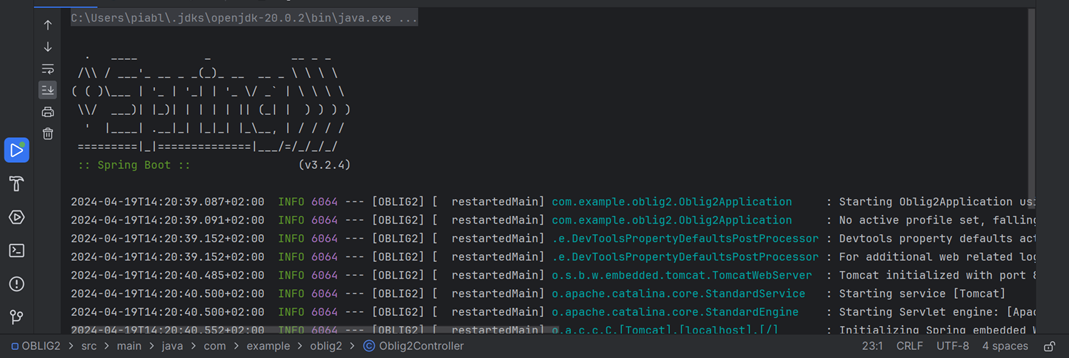 C:\Users\piabl\.jdks\openjdk-20.0.2\bin\java.exe ...
  .   ____          _            __ _ _
 /\\ / ___'_ __ _ _(_)_ __  __ _ \ \ \ \
( ( )\___ | '_ | '_| | '_ \/ _` | \ \ \ \
 \\/  ___)| |_)| | | | | || (_| |  ) ) ) )
  '  |____| .__|_| |_|_| |_\__, | / / / /
 =========|_|==============|___/=/_/_/_/
 :: Spring Boot ::                (v3.2.4)
2024-04-19T14:20:39.087+02:00  INFO 6064 --- [OBLIG2] [  restartedMain] com.example.oblig2.Oblig2Application     : Starting Oblig2Application
2024-04-19T14:20:39.091+02:00  INFO 6064 --- [OBLIG2] [  restartedMain] com.example.oblig2.Oblig2Application     : No active profile set, falling
2024-04-19T14:20:39.152+02:00  INFO 6064 --- [OBLIG2] [  restartedMain] .e.DevToolsPropertyDefaultsPostProcessor : Devtools property defaults act
2024-04-19T14:20:39.152+02:00  INFO 6064 --- [OBLIG2] [  restartedMain] .e.DevToolsPropertyDefaultsPostProcessor : For additional web related log
2024-04-19T14:20:40.485+02:00  INFO 6064 --- [OBLIG2] [  restartedMain] o.s.b.w.embedded.tomcat.TomcatWebServer  : Tomcat initialized with port 8
2024-04-19T14:20:40.500+02:00  INFO 6064 --- [OBLIG2] [  restartedMain] o.apache.catalina.core.StandardService   : Starting service [Tomcat]
2024-04-19T14:20:40.500+02:00  INFO 6064 --- [OBLIG2] [  restartedMain] o.apache.catalina.core.StandardEngine    : Starting Servlet engine: [Apa
2024-04-19T14:20:40.552+02:00  INFO 6064 --- [OBLIG2] [  restartedMain] o.a.c.c.C.[Tomcat].[localhost].[/]       : Initializing Spring embedded W
OBLIG2 > src > main > java > com > example > oblig2 > Oblig2Controller 23:1 CRLF UTF-8 4 spaces